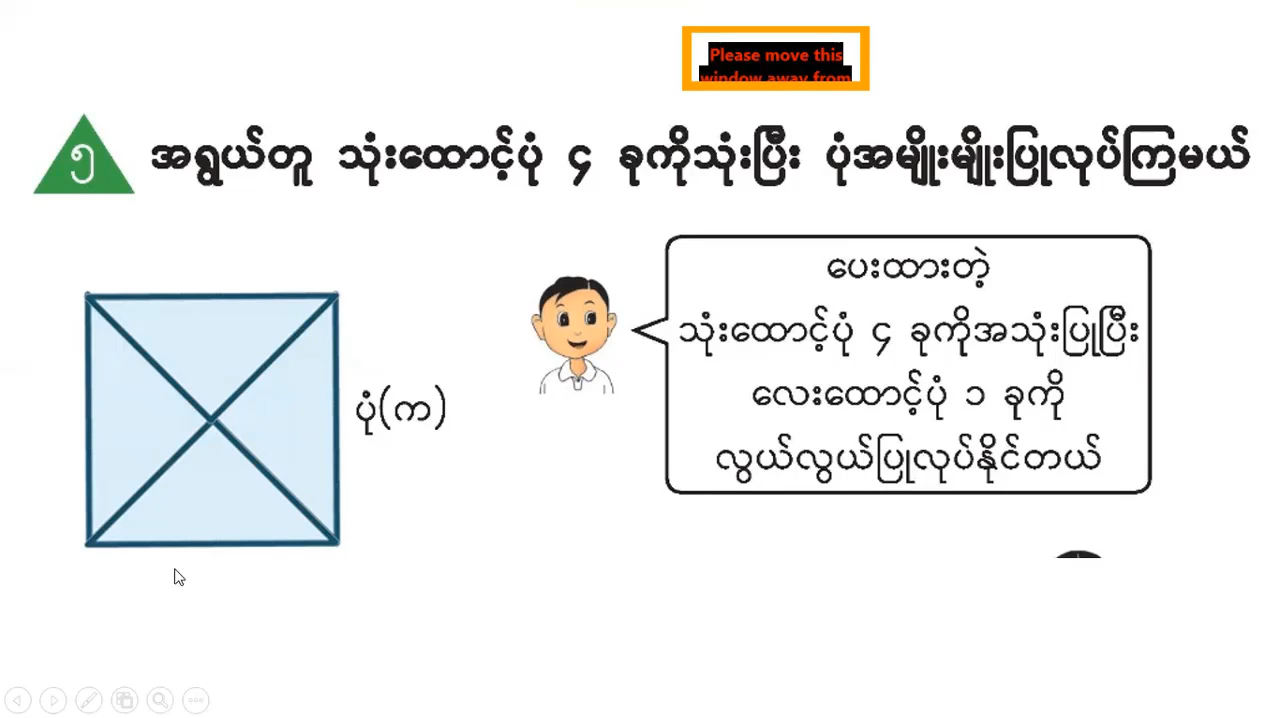 Please move this
window away from
၅ အရွယ်တူ သုံးထောင့်ပုံ ၄ ခုကိုသုံးပြီး ပုံအမျိုးမျိုးပြုလုပ်ကြမယ်
ပေးထားတဲ့
သုံးထောင့်ပုံ ၄ ခုကိုအသုံးပြုပြီး
လေးထောင့်ပုံ ၁ ခုကို
လွယ်လွယ်ပြုလုပ်နိုင်တယ်
ပုံ(က)